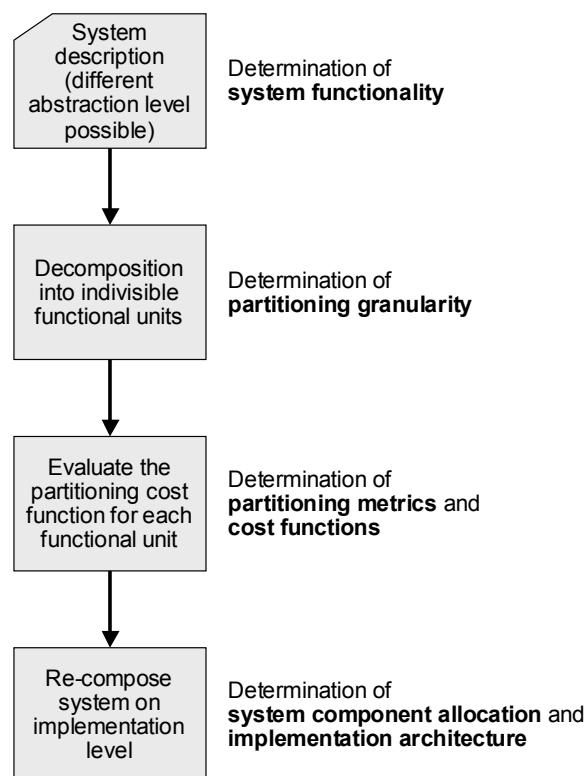 System
description
(different
abstraction level
possible)
Determination of
system functionality
Decomposition
into indivisible
functional units
Determination of
partitioning granularity
Evaluate the
partitioning cost
function for each
functional unit
Determination of
partitioning metrics and
cost functions
Re-compose
system on
implementation
level
Determination of
system component allocation and
implementation architecture